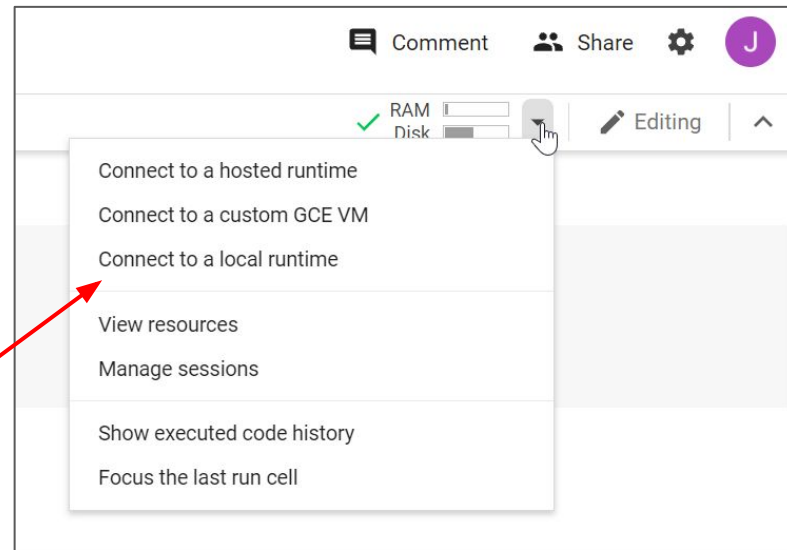 Comment Share J
RAM
Disk
Editing
Connect to a hosted runtime
Connect to a custom GCE VM
Connect to a local runtime
View resources
Manage sessions
Show executed code history
Focus the last run cell